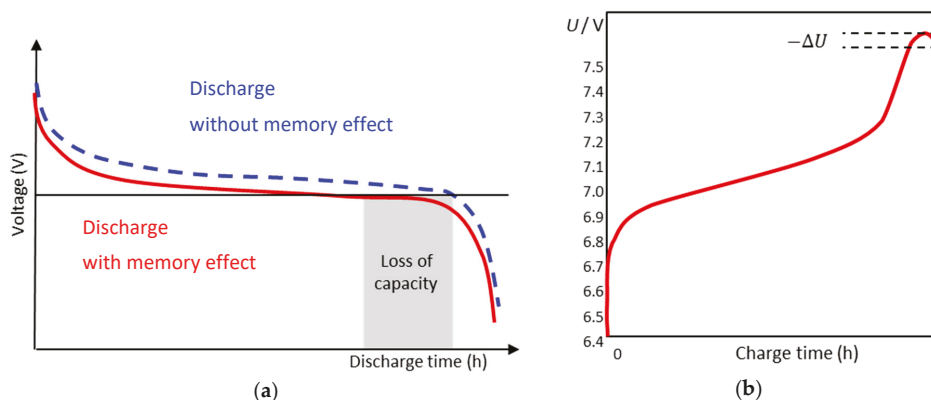 Voltage (V)
Discharge
without memory effect
Discharge
with memory effect
Loss of
capacity
Discharge time (h)
(a)
U/V
−ΔU
7.5
7.3
7.2
7.1
7.0
6.9
6.8
6.7
6.6
6.5
6.4
0
Charge time (h)
(b)